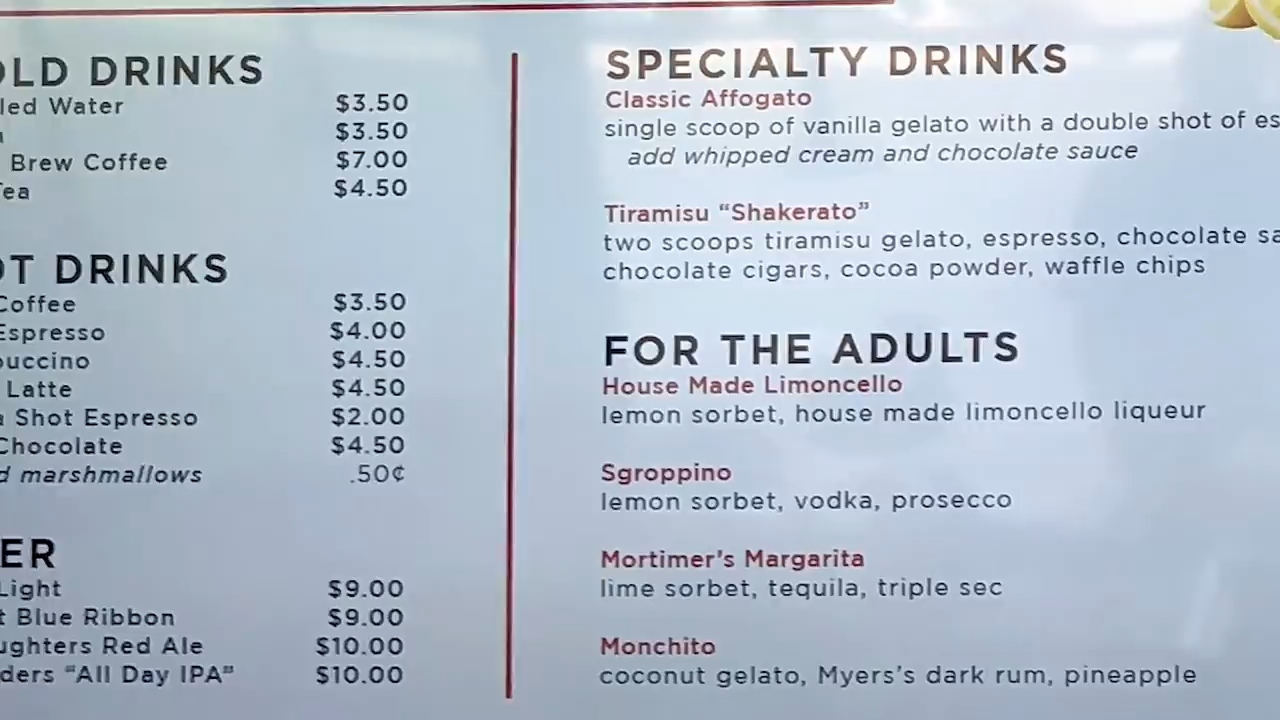 OLD DRINKS
led Water $3.50
$3.50
Brew Coffee $7.00
Tea $4.50
OT DRINKS
Coffee $3.50
Espresso $4.00
puccino $4.50
Latte $4.50
Shot Espresso $2.00
Chocolate $4.50
d marshmallows .50¢
ER
Light $9.00
t Blue Ribbon $9.00
ughters Red Ale $10.00
ders "All Day IPA" $10.00
SPECIALTY DRINKS
Classic Affogato
single scoop of vanilla gelato with a double shot of es
add whipped cream and chocolate sauce
Tiramisu “Shakerato”
two scoops tiramisu gelato, espresso, chocolate sa
chocolate cigars, cocoa powder, waffle chips
FOR THE ADULTS
House Made Limoncello
lemon sorbet, house made limoncello liqueur
Sgroppino
lemon sorbet, vodka, prosecco
Mortimer's Margarita
lime sorbet, tequila, triple sec
Monchito
coconut gelato, Myers's dark rum, pineapple